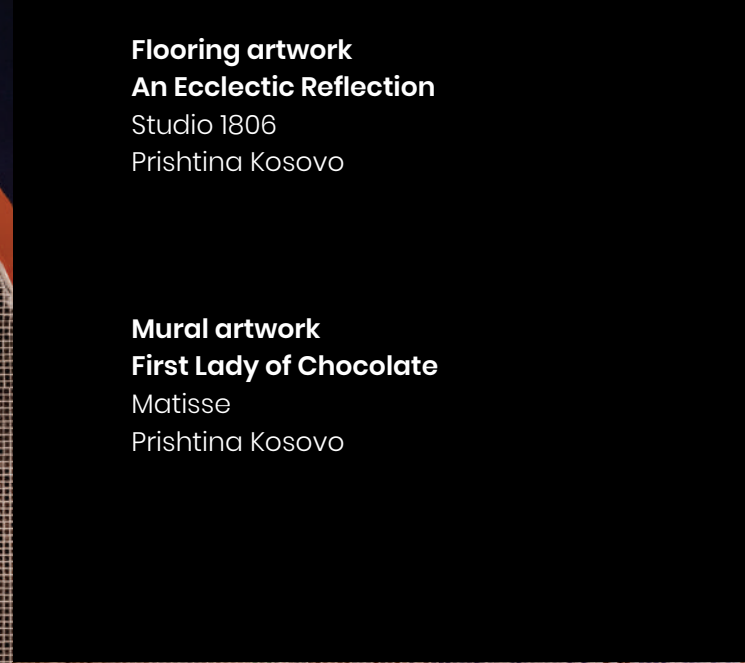 Flooring artwork
An Ecclectic Reflection
Studio 1806
Prishtina Kosovo
Mural artwork
First Lady of Chocolate
Matisse
Prishtina Kosovo